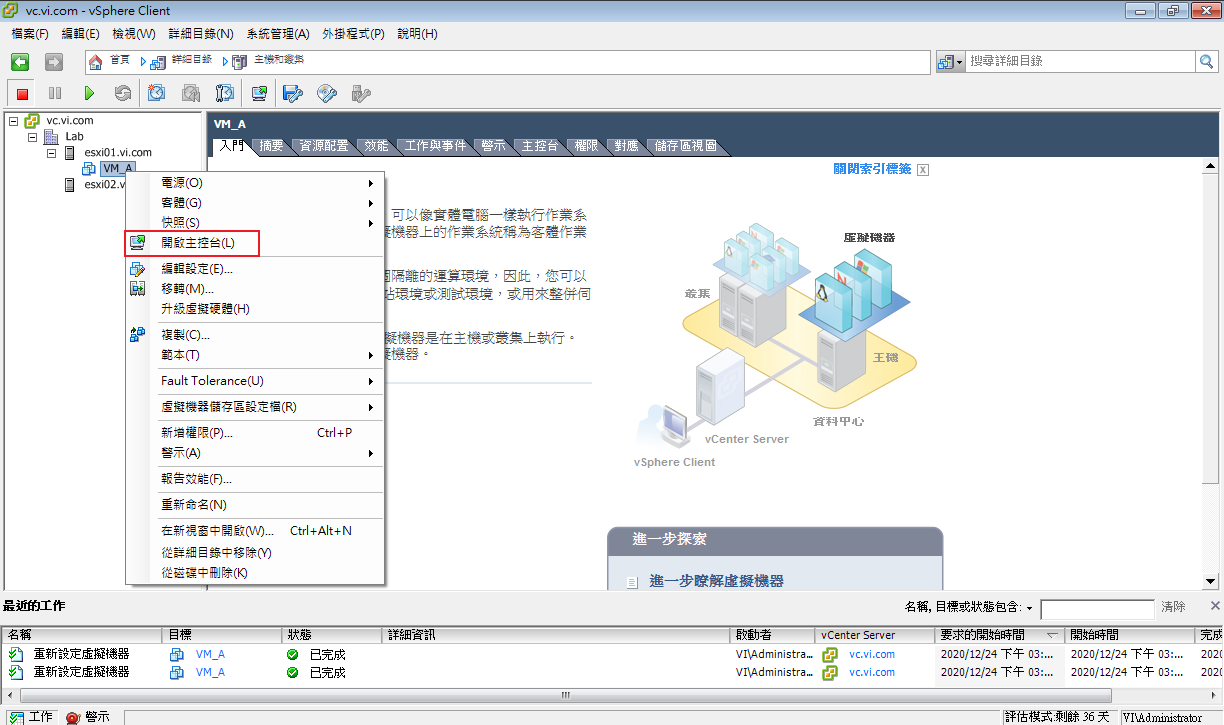 vc.vi.com - vSphere Client
檔案(F) 編輯(E) 檢視(W) 詳細目錄(N) 系統管理(A) 外掛程式(P) 說明(H)
首頁 詳細目錄 主機和叢集
搜尋詳細目錄
vc.vi.com
Lab
esxi01.vi.com
VM_A
esxi02.v
VM_A
入門 摘要 資源配置 效能 工作與事件 警示 主控台 權限 對應 儲存區視圖
關閉索引標籤 X
電源(O)
客體(G)
快照(S)
開啟主控台(L)
編輯設定(E)...
移轉(M)...
升級虛擬硬體(H)
複製(C)...
範本(T)
Fault Tolerance(U)
虛擬機器儲存區設定檔(R)
新增權限(P)... Ctrl+P
警示(A)
報告效能(F)...
重新命名(N)
在新視窗中開啟(W)... Ctrl+Alt+N
從詳細目錄中移除(Y)
從磁碟中刪除(K)
，可以像實體電腦一樣執行作業系
擬機器上的作業系統稱為客體作業
個隔離的運算環境，因此，您可以
站環境或測試環境，或用來整併伺
擬機器是在主機或叢集上執行。
擬機器。
虛擬機器
叢集
主機
資料中心
vCenter Server
vSphere Client
進一步探索
進一步瞭解虛擬機器
最近的工作
名稱, 目標或狀態包含:
清除
名稱 目標 狀態 詳細資訊 啟動者 vCenter Server 要求的開始時間 開始時間 完成
重新設定虛擬機器 VM_A 已完成 VI\Administra... vc.vi.com 2020/12/24 下午 03:... 2020/12/24 下午 03:... 2020
重新設定虛擬機器 VM_A 已完成 VI\Administra... vc.vi.com 2020/12/24 下午 03:... 2020/12/24 下午 03:... 2020
工作 警示
評估模式:剩餘 36 天 VI\Administrator